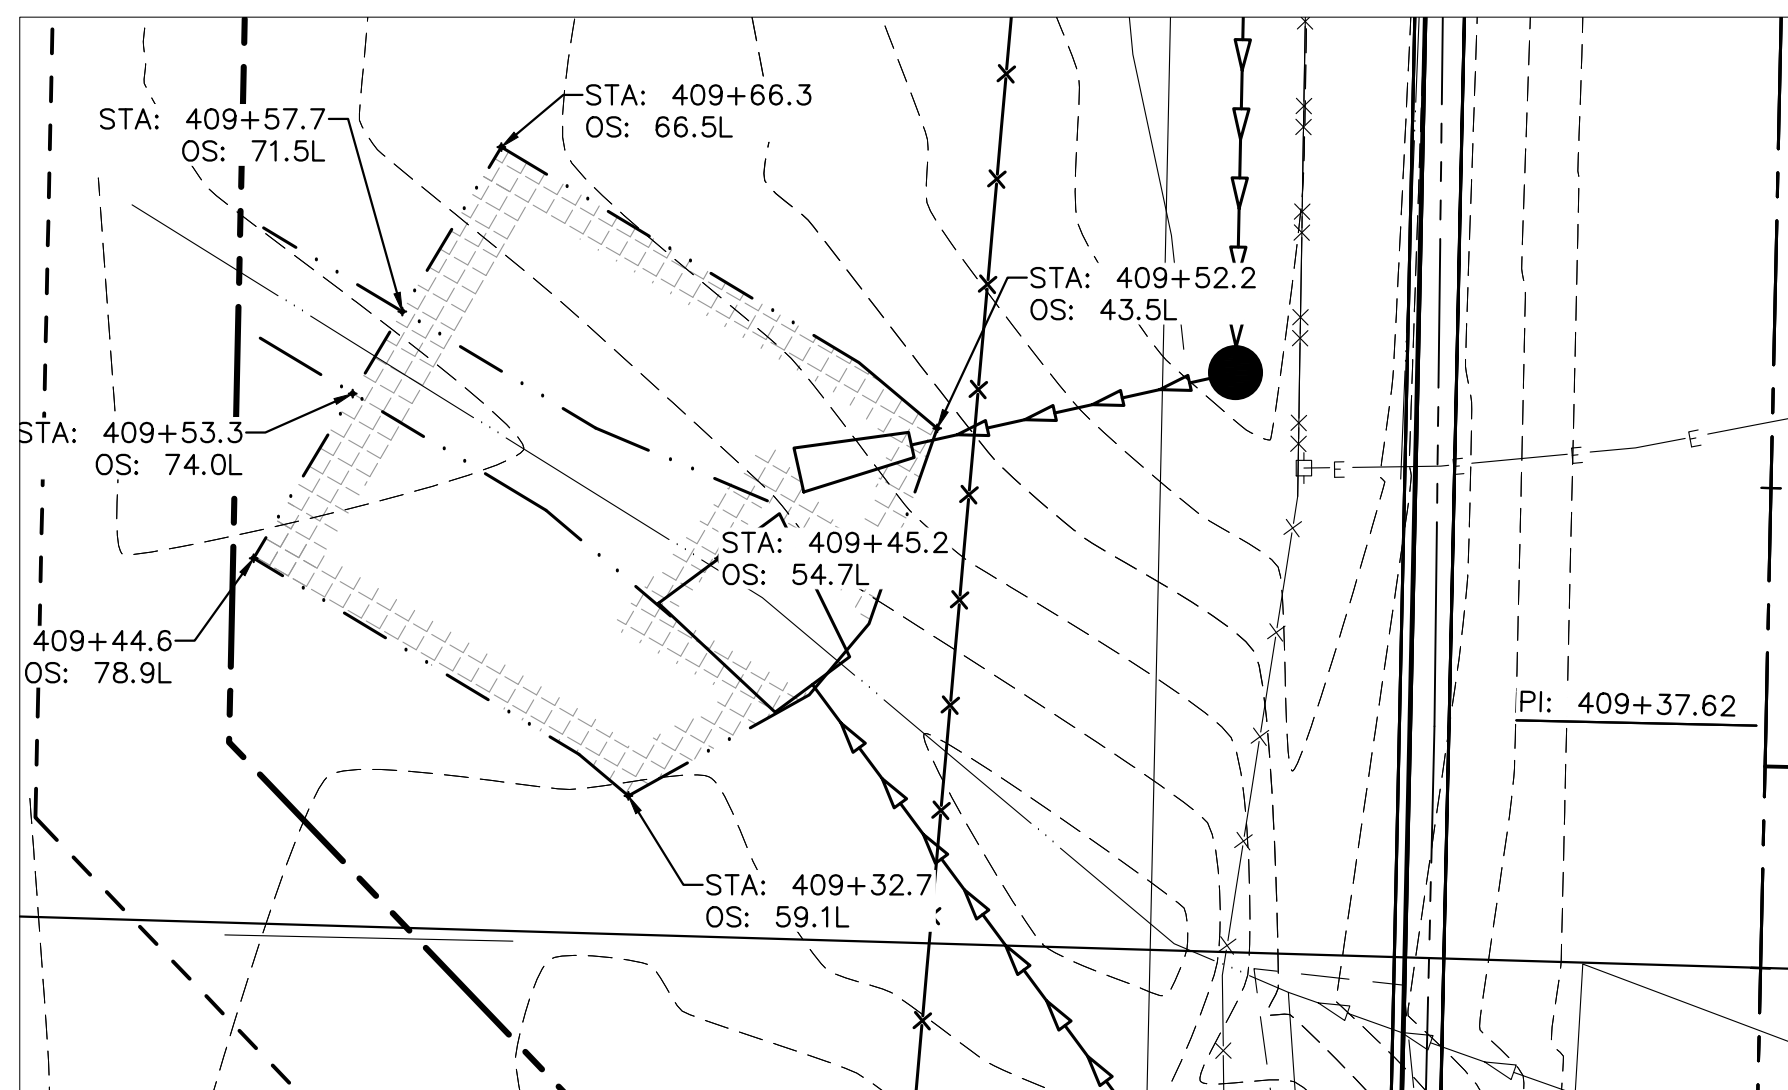 STA: 409+66.3
OS: 66.5L
STA: 409+57.7
OS: 71.5L
STA: 409+52.2
OS: 43.5L
STA: 409+53.3
OS: 74.0L
E
E
E
E
STA: 409+45.2
OS: 54.7L
409+44.6
OS: 78.9L
PI: 409+37.62
STA: 409+32.7
OS: 59.1L